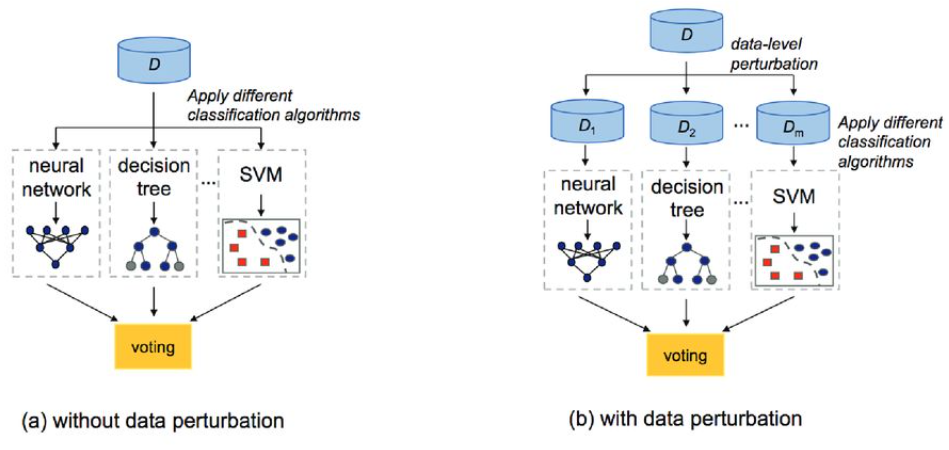 D
Apply different
classification algorithms
neural
network
decision
tree
...
SVM
voting
(a) without data perturbation
D
data-level
perturbation
D1
D2
...
Dm
Apply different
classification
algorithms
neural
network
decision
tree
...
SVM
voting
(b) with data perturbation